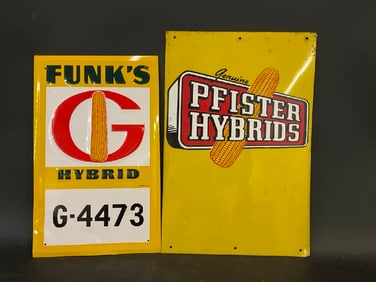 FUNK'S
G
HYBRID
G-4473
Genuine
PFISTER
HYBRIDS